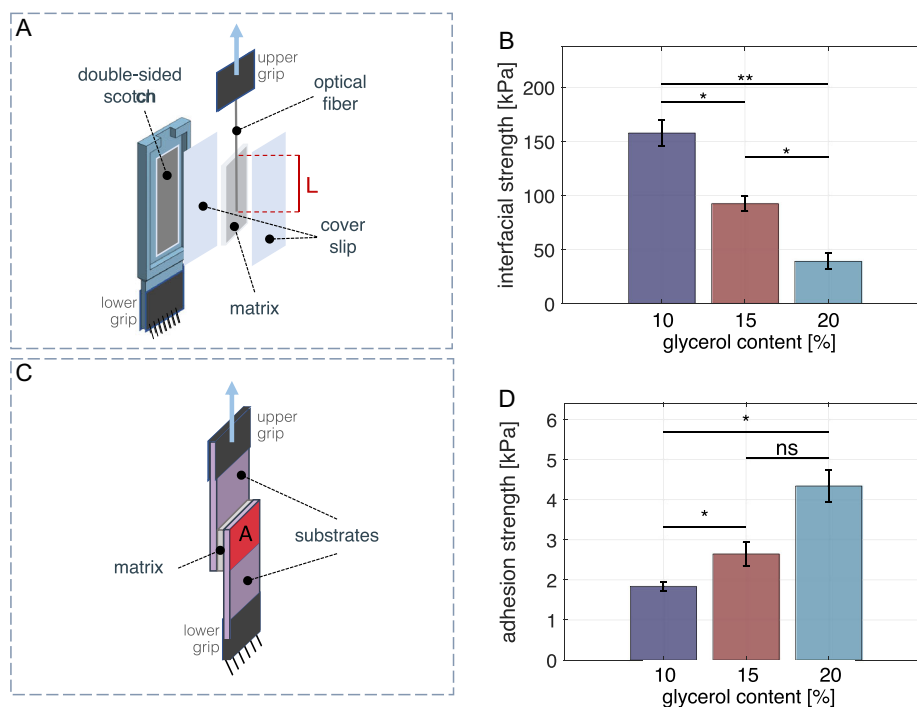 A
upper
grip
double-sided
scotch
optical
fiber
L
cover
slip
lower
grip
matrix
B
interfacial strength [kPa]
200
150
100
50
0
**
*
*
10 15 20
glycerol content [%]
C
upper
grip
A
substrates
matrix
lower
grip
D
adhesion strength [kPa]
6
5
4
3
2
1
0
*
ns
*
10 15 20
glycerol content [%]